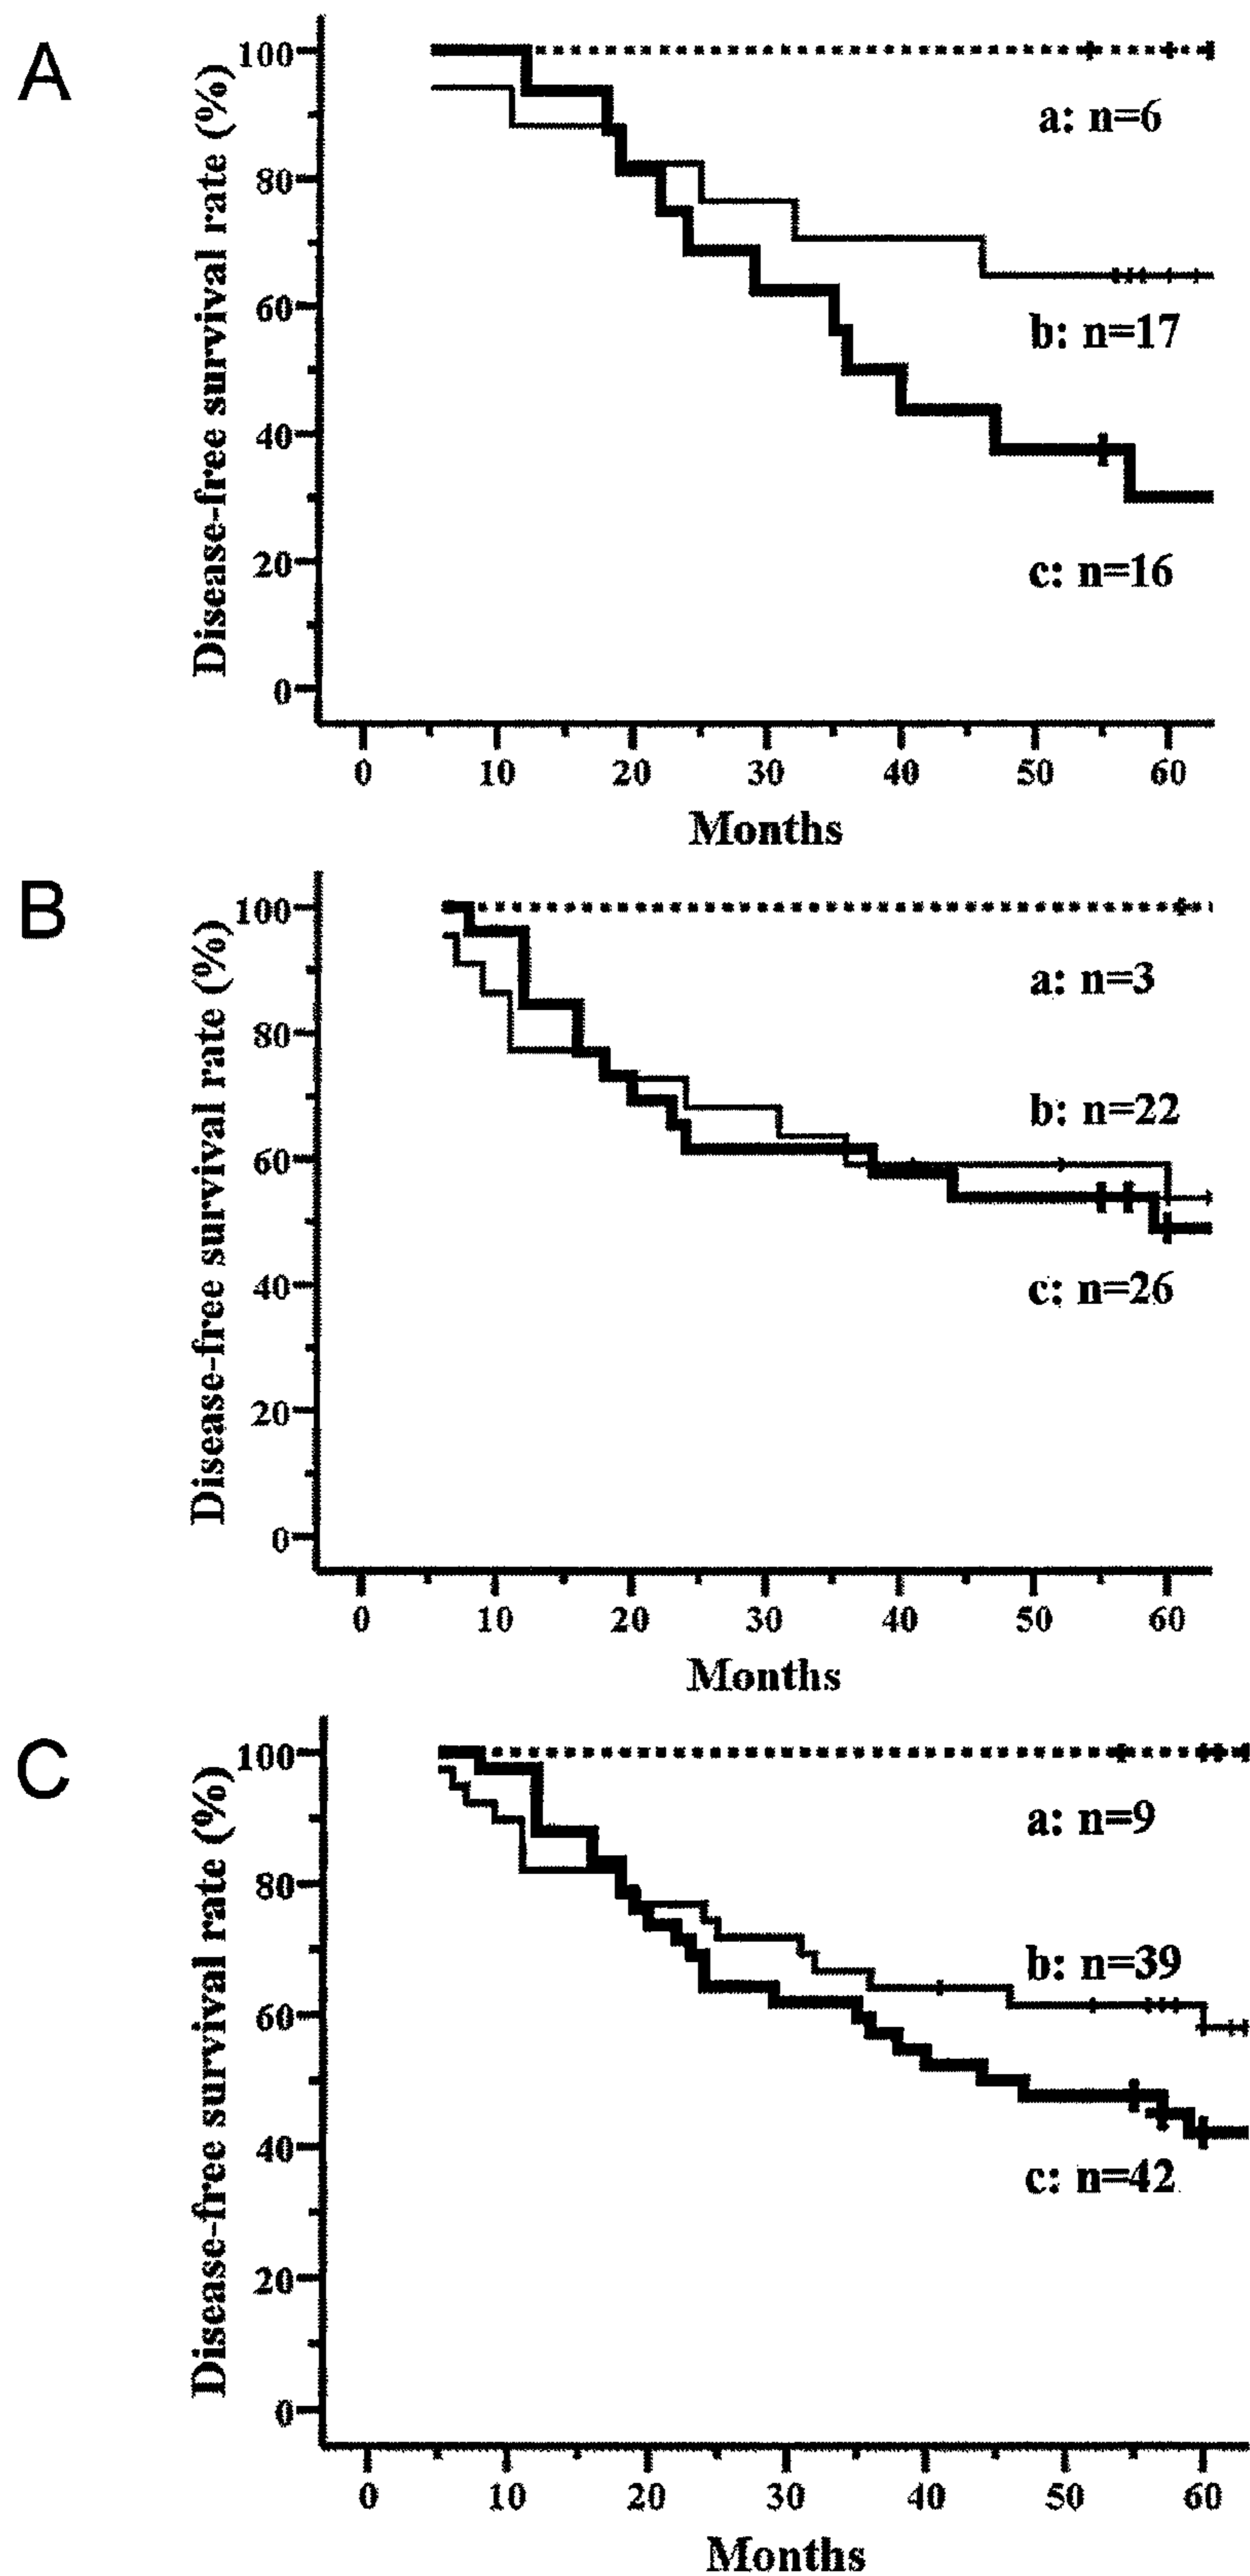 A
Disease-free survival rate (%)
100
80
60
40
20
0
a: n=6
b: n=17
c: n=16
0 10 20 30 40 50 60
Months
B
Disease-free survival rate (%)
100
80
60
40
20
0
a: n=3
b: n=22
c: n=26
0 10 20 30 40 50 60
Months
C
Disease-free survival rate (%)
100
80
60
40
20
0
a: n=9
b: n=39
c: n=42
0 10 20 30 40 50 60
Months